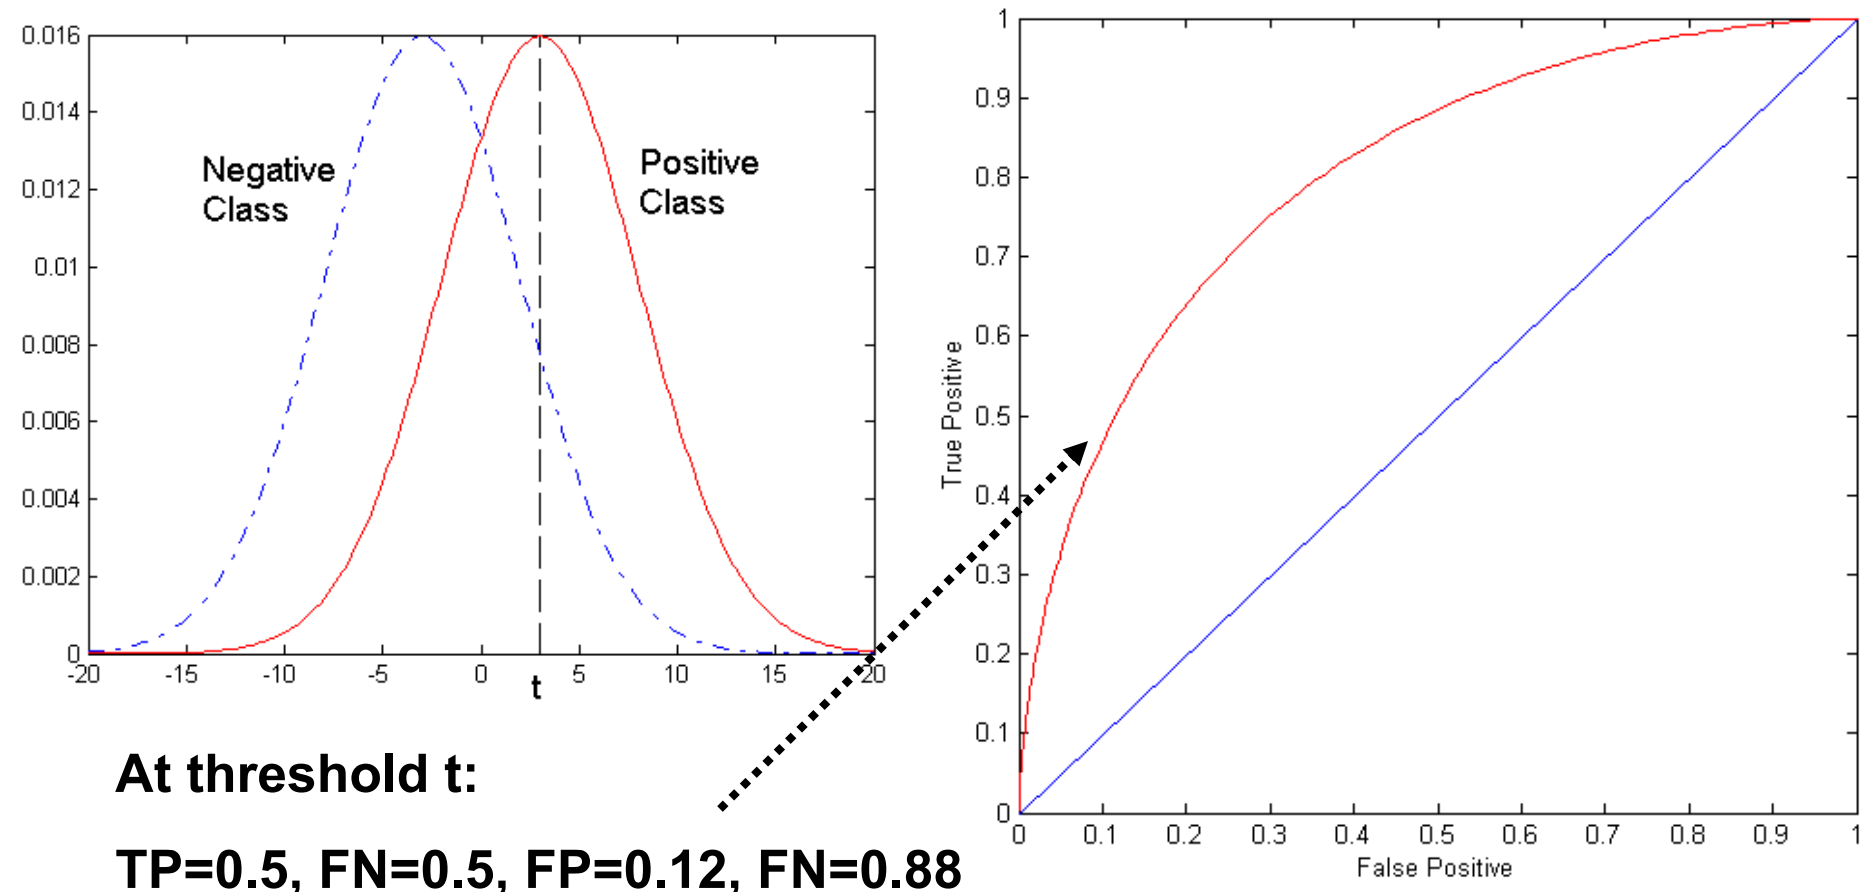 0.016
0.014
0.012
0.01
0.008
0.006
0.004
0.002
0
-20 -15 -10 -5 0 5 10 15 20
t
Negative
Class
Positive
Class
At threshold t:
TP=0.5, FN=0.5, FP=0.12, FN=0.88
1
0.9
0.8
0.7
0.6
0.5
0.4
0.3
0.2
0.1
0
True Positive
0 0.1 0.2 0.3 0.4 0.5 0.6 0.7 0.8 0.9 1
False Positive